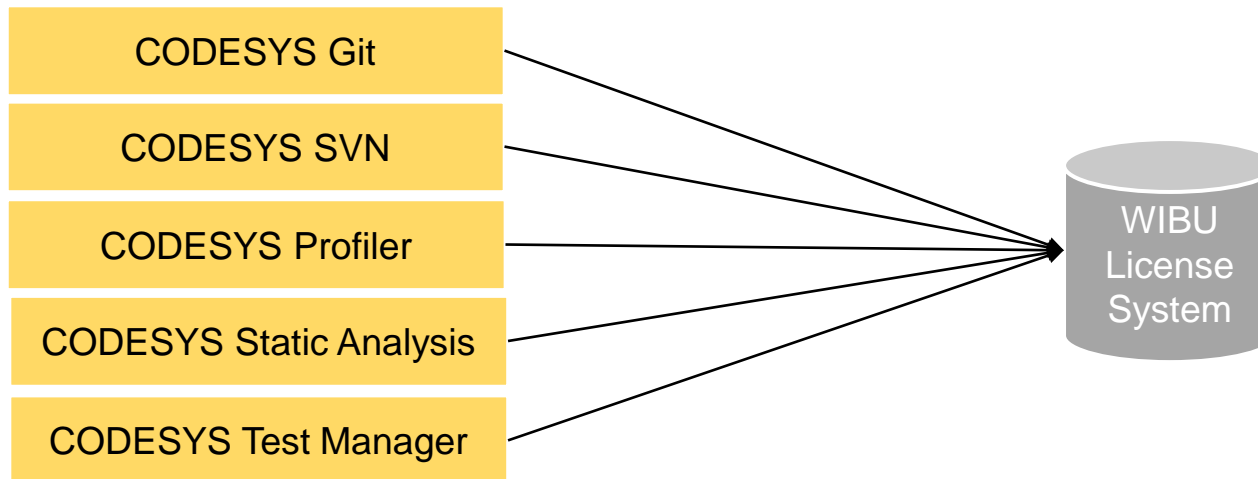 CODESYS Git
CODESYS SVN
CODESYS Profiler
CODESYS Static Analysis
CODESYS Test Manager
WIBU
License
System